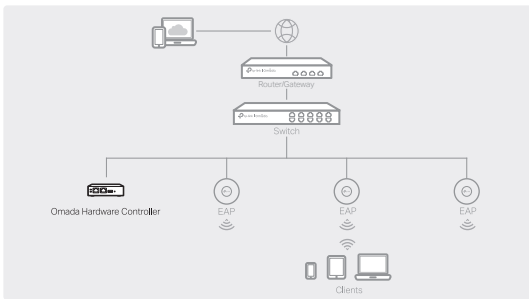 Router/Gateway
Switch
Omada Hardware Controller
EAP
EAP
EAP
Clients